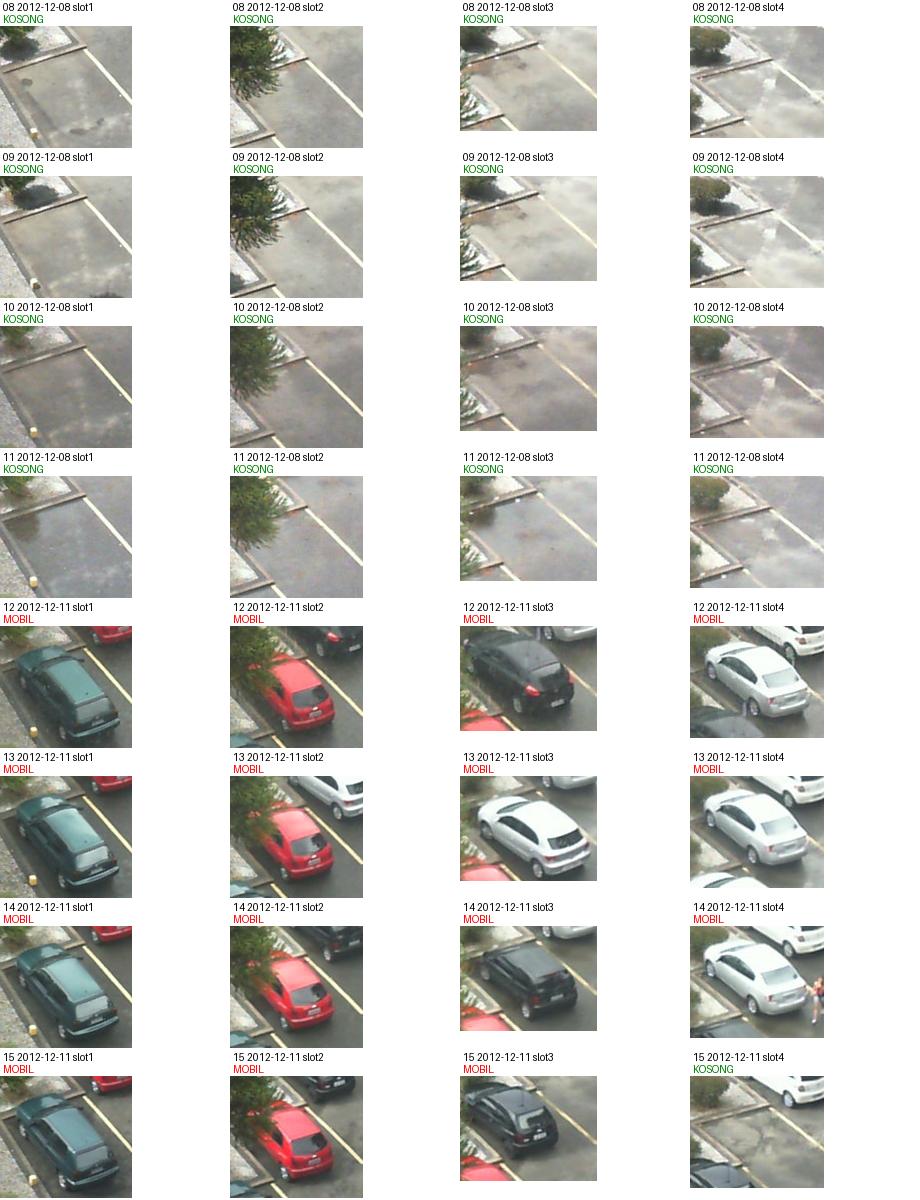 08 2012-12-08 slot1
KOSONG
08 2012-12-08 slot2
KOSONG
08 2012-12-08 slot3
KOSONG
08 2012-12-08 slot4
KOSONG
09 2012-12-08 slot1
KOSONG
09 2012-12-08 slot2
KOSONG
09 2012-12-08 slot3
KOSONG
09 2012-12-08 slot4
KOSONG
10 2012-12-08 slot1
KOSONG
10 2012-12-08 slot2
KOSONG
10 2012-12-08 slot3
KOSONG
10 2012-12-08 slot4
KOSONG
11 2012-12-08 slot1
KOSONG
11 2012-12-08 slot2
KOSONG
11 2012-12-08 slot3
KOSONG
11 2012-12-08 slot4
KOSONG
12 2012-12-11 slot1
MOBIL
12 2012-12-11 slot2
MOBIL
12 2012-12-11 slot3
MOBIL
12 2012-12-11 slot4
MOBIL
13 2012-12-11 slot1
MOBIL
13 2012-12-11 slot2
MOBIL
13 2012-12-11 slot3
MOBIL
13 2012-12-11 slot4
MOBIL
14 2012-12-11 slot1
MOBIL
14 2012-12-11 slot2
MOBIL
14 2012-12-11 slot3
MOBIL
14 2012-12-11 slot4
MOBIL
15 2012-12-11 slot1
MOBIL
15 2012-12-11 slot2
MOBIL
15 2012-12-11 slot3
MOBIL
15 2012-12-11 slot4
KOSONG